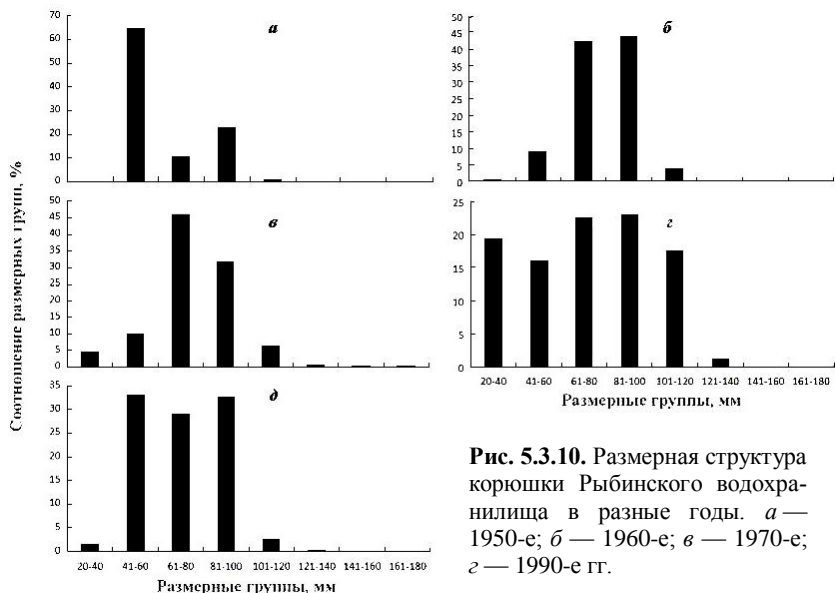 Соотношение размерных групп, %
а
70
60
50
40
30
20
10
0
б
50
45
40
35
30
25
20
15
10
5
0
в
50
45
40
35
30
25
20
15
10
5
0
г
25
20
15
10
5
0
20-40 41-60 61-80 81-100 101-120 121-140 141-160 161-180
Размерные группы, мм
д
35
30
25
20
15
10
5
0
20-40 41-60 61-80 81-100 101-120 121-140 141-160 161-180
Размерные группы, мм
Рис. 5.3.10. Размерная структура
корюшки Рыбинского водохра-
нилища в разные годы. а —
1950-е; б — 1960-е; в — 1970-е;
г — 1990-е гг.